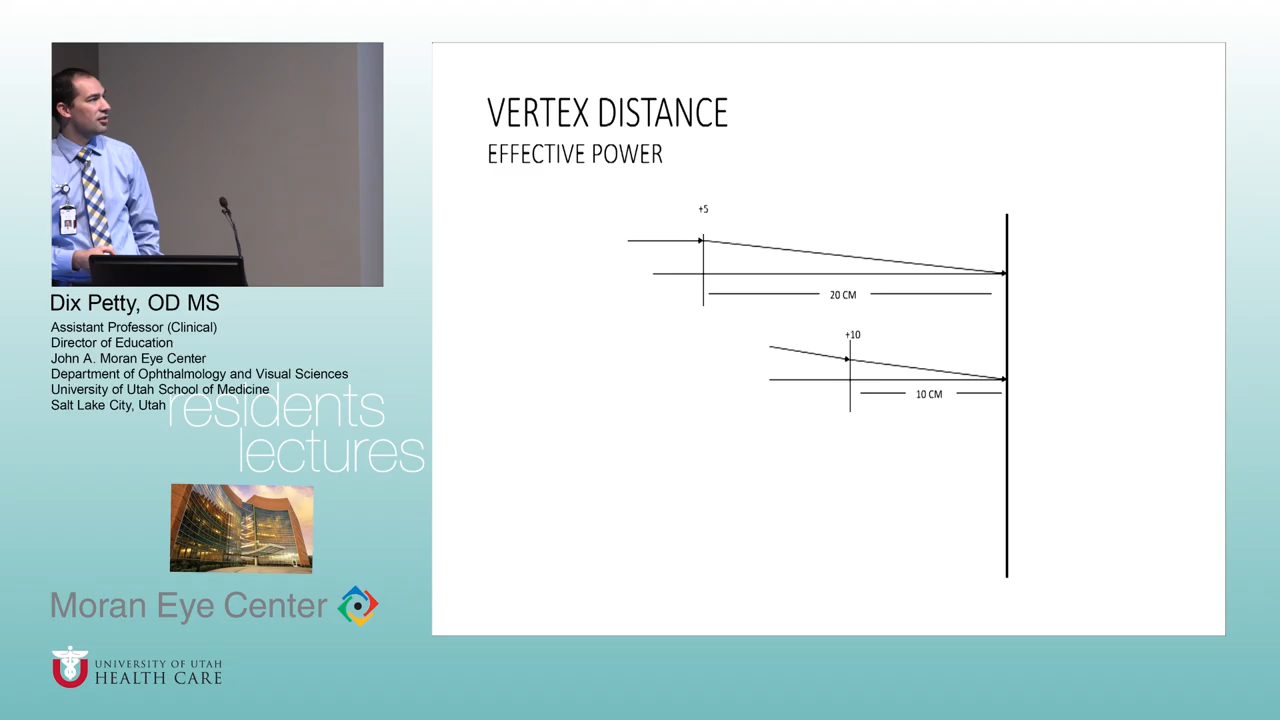 VERTEX DISTANCE
EFFECTIVE POWER
+5
20 CM
+10
10 CM
Dix Petty, OD MS
Assistant Professor (Clinical)
Director of Education
John A. Moran Eye Center
Department of Ophthalmology and Visual Sciences
University of Utah School of Medicine
Salt Lake City, Utah
residents
lectures
Moran Eye Center
UNIVERSITY OF UTAH
HEALTH CARE